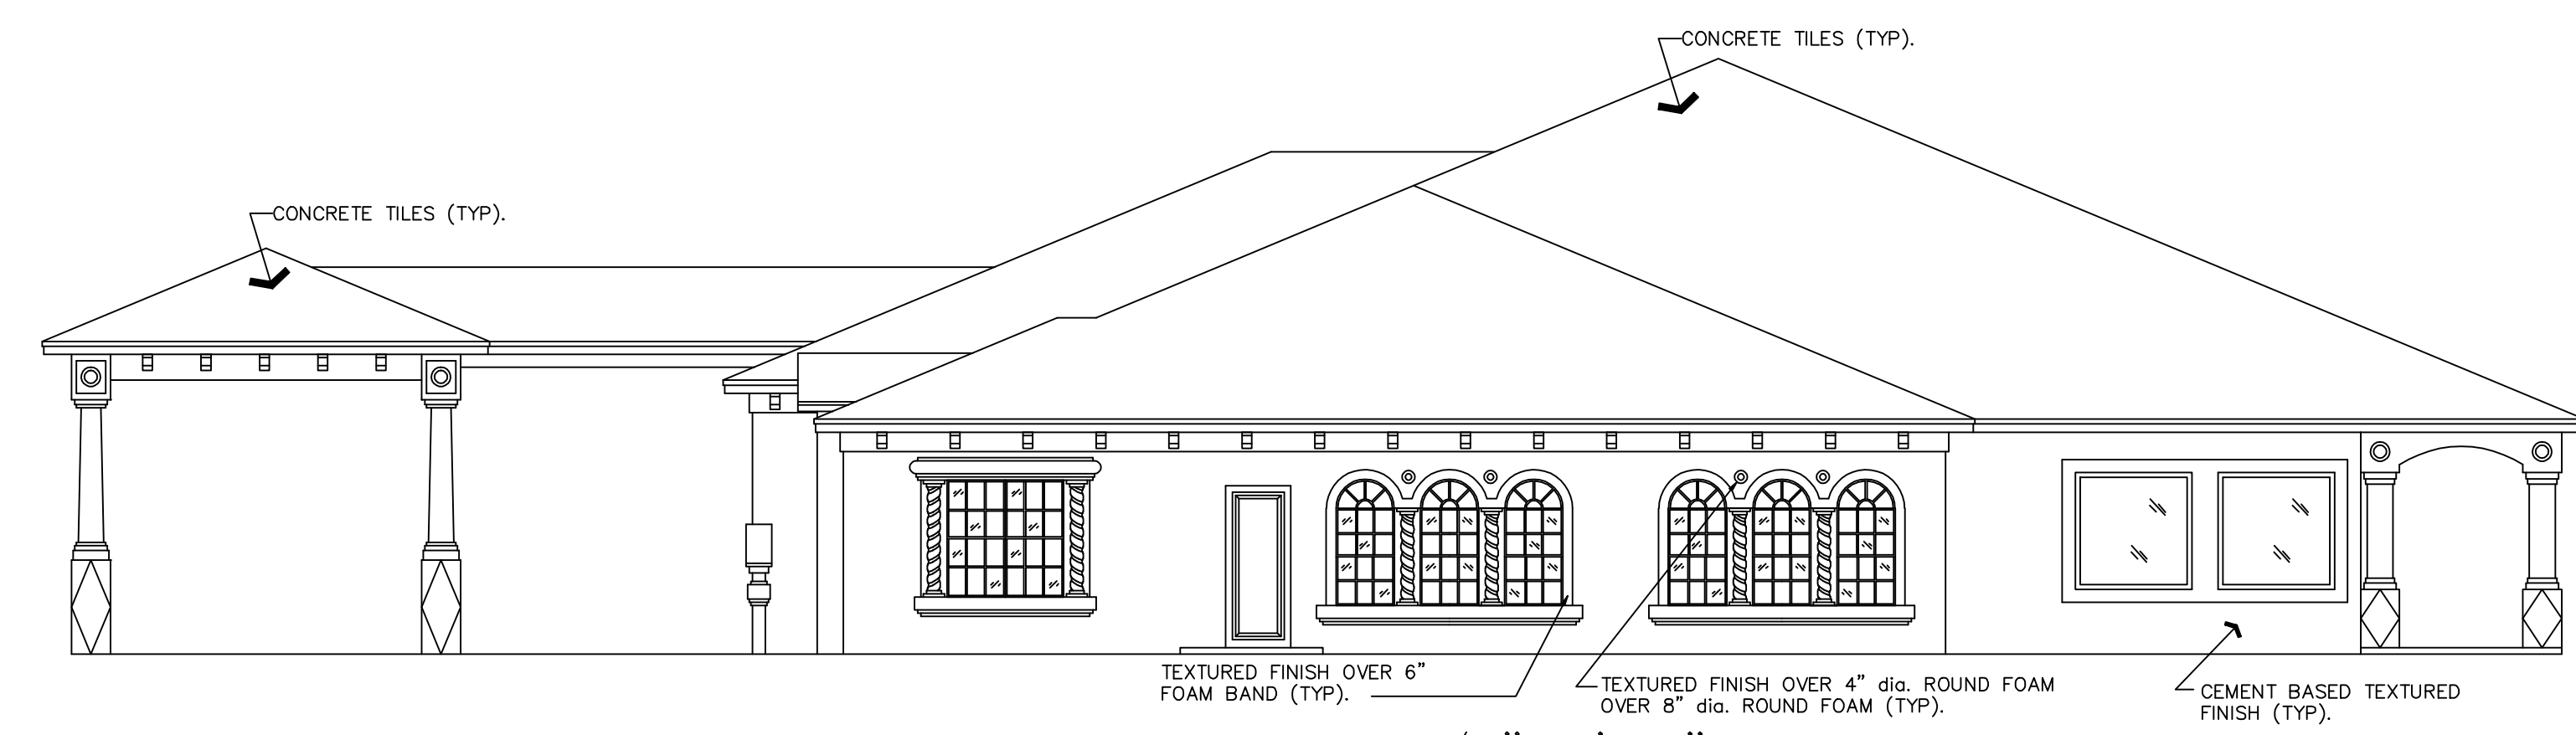 CONCRETE TILES (TYP).
CONCRETE TILES (TYP).
TEXTURED FINISH OVER 6”
FOAM BAND (TYP).
TEXTURED FINISH OVER 4” dia. ROUND FOAM
OVER 8” dia. ROUND FOAM (TYP).
CEMENT BASED TEXTURED
FINISH (TYP).